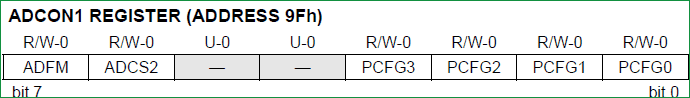 ADCON1 REGISTER (ADDRESS 9Fh)
R/W-0 R/W-0 U-0 U-0 R/W-0 R/W-0 R/W-0 R/W-0
ADFM ADCS2 — — PCFG3 PCFG2 PCFG1 PCFG0
bit 7 bit 0